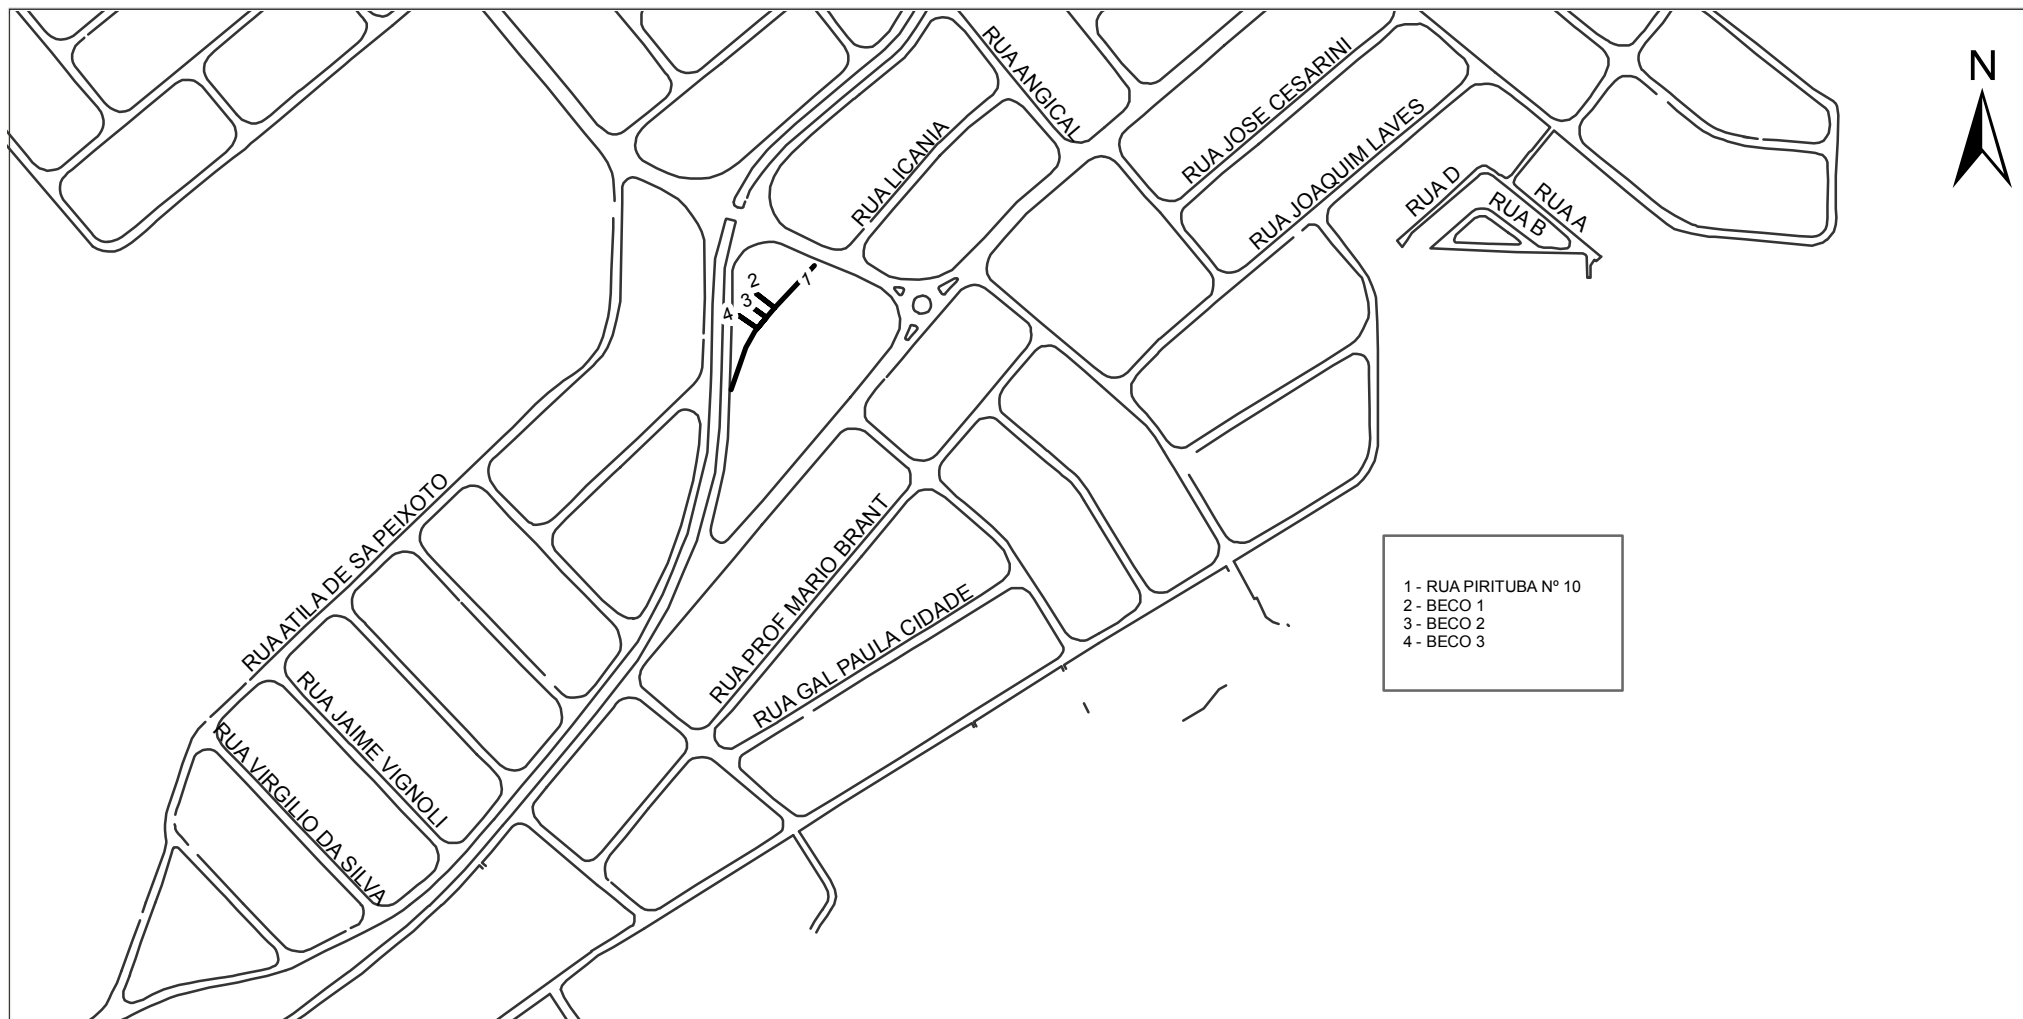 N
RUA ANGICAL
RUA JOSE CESARINI
RUA LICANIA
RUA JOAQUIM LAVES
RUA D
RUA A
RUA B
1
2
3
4
RUA ATILA DE SA PEIXOTO
RUA PROF MARIO BRANT
RUA GAL PAULA CIDADE
RUA JAIME VIGNOLI
RUA VIRGILIO DA SILVA
1 - RUA PIRITUBA Nº 10
2 - BECO 1
3 - BECO 2
4 - BECO 3